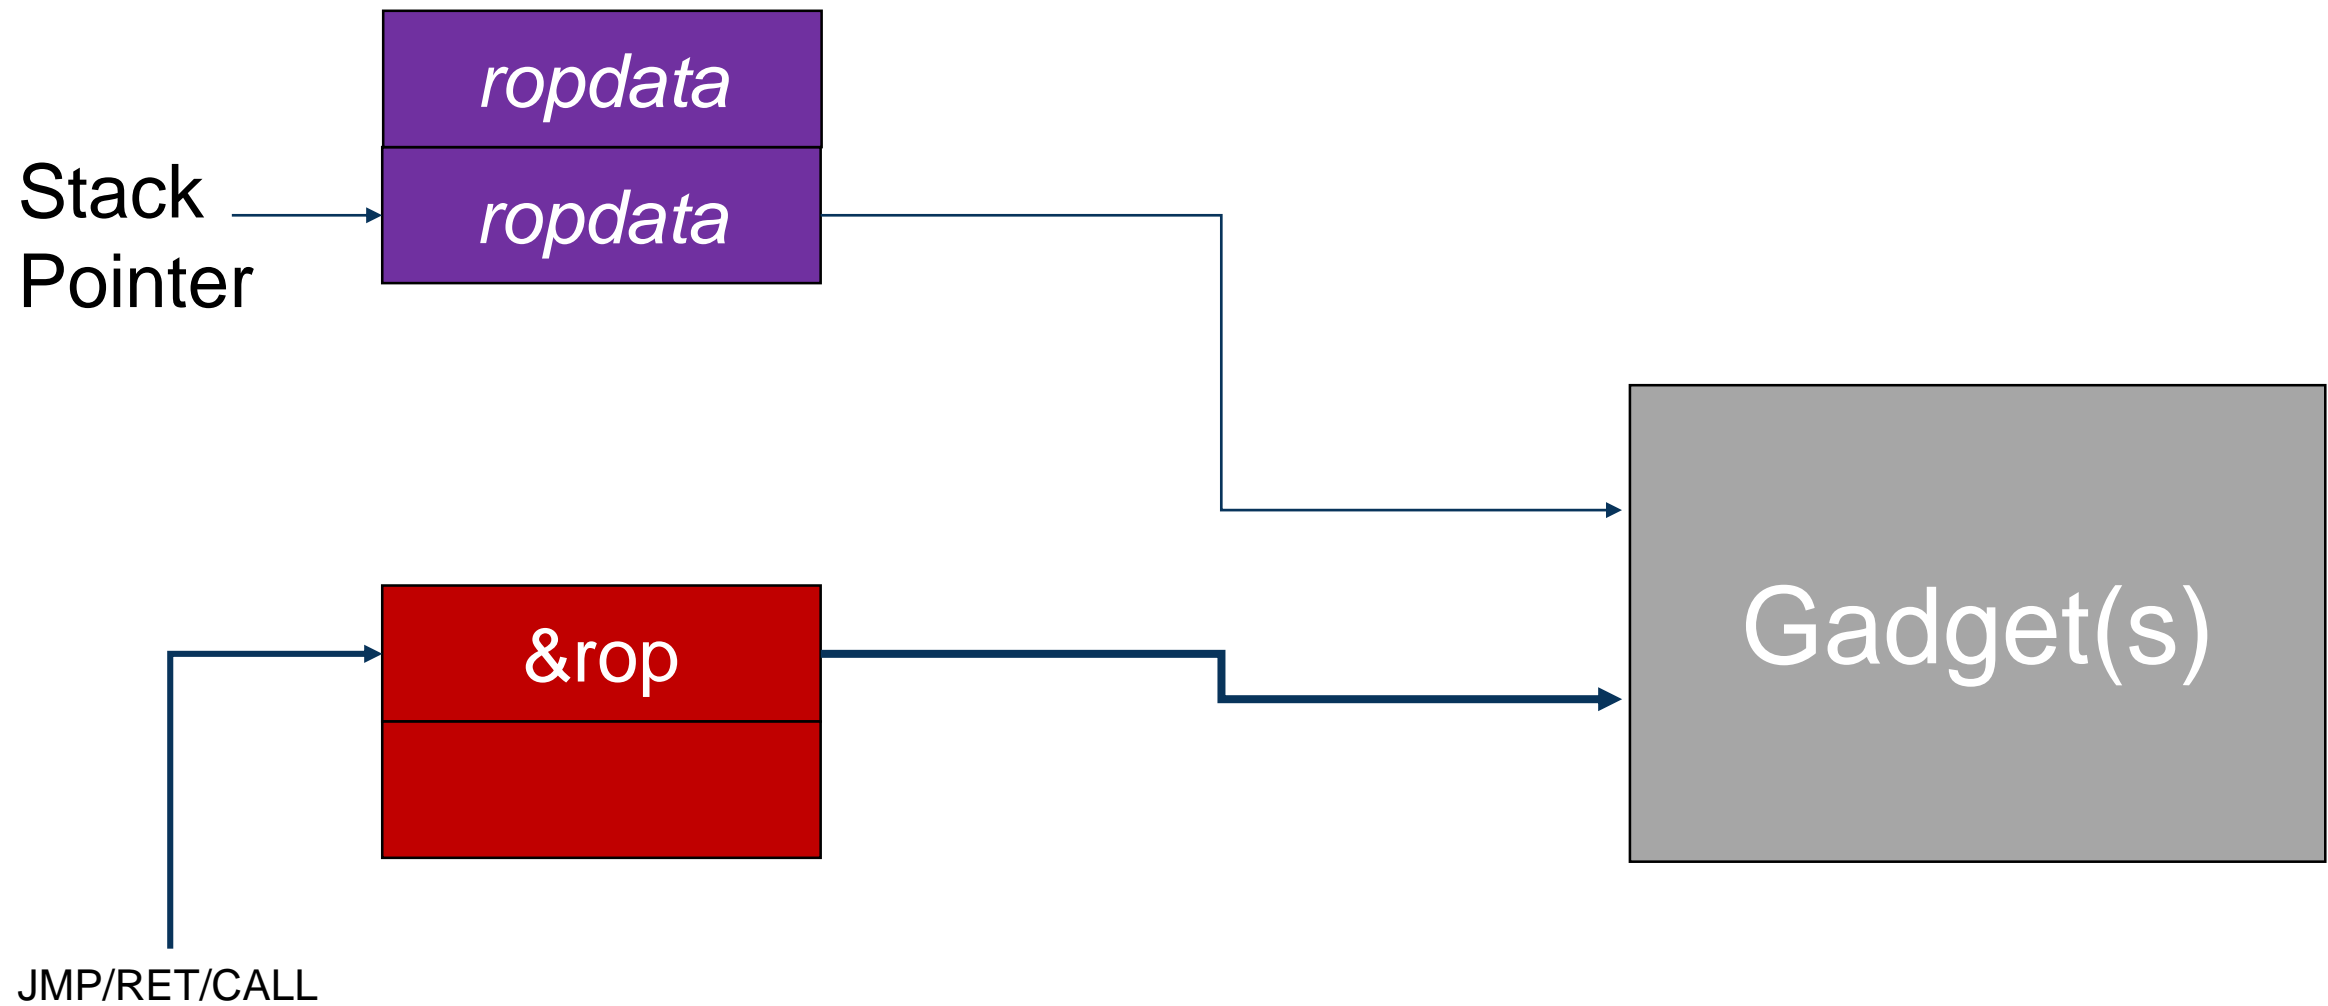 ropdata
Stack
Pointer
ropdata
&rop
Gadget(s)
JMP/RET/CALL